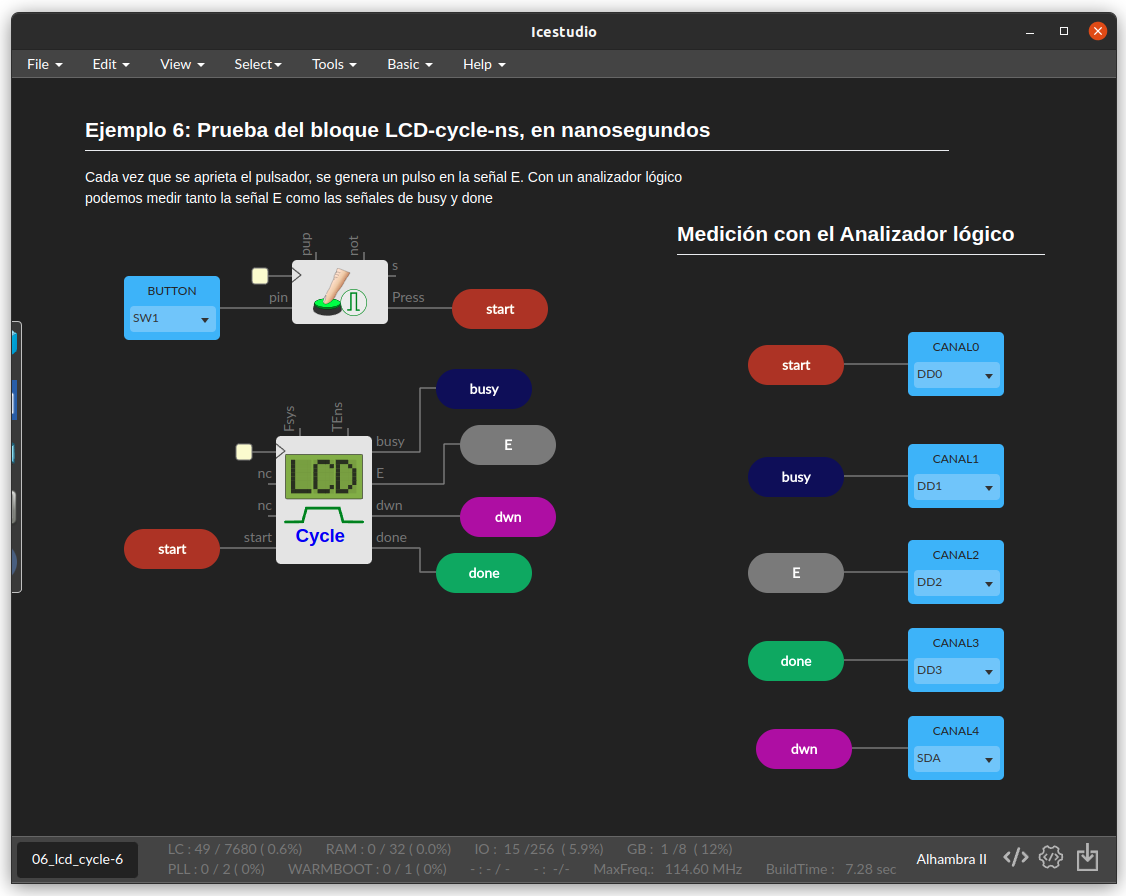 Icestudio
File Edit View Select Tools Basic Help
Ejemplo 6: Prueba del bloque LCD-cycle-ns, en nanosegundos
Cada vez que se aprieta el pulsador, se genera un pulso en la señal E. Con un analizador lógico
podemos medir tanto la señal E como las señales de busy y done
Medición con el Analizador lógico
pup not
s
BUTTON
SW1
pin
Press
start
Fsys TEns
busy
busy
nc
E
E
nc
LCD
dwn
dwn
start
start
Cycle
done
done
start
CANAL0
DD0
busy
CANAL1
DD1
E
CANAL2
DD2
done
CANAL3
DD3
dwn
CANAL4
SDA
06_lcd_cycle-6
LC : 49 / 7680 ( 0.6%) RAM : 0 / 32 ( 0.0%) IO : 15 /256 ( 5.9%) GB : 1 /8 ( 12%)
PLL : 0 / 2 ( 0%) WARMBOOT : 0 / 1 ( 0%) - : - / - - : -/- MaxFreq.: 114.60 MHz BuildTime : 7.28 sec
Alhambra II